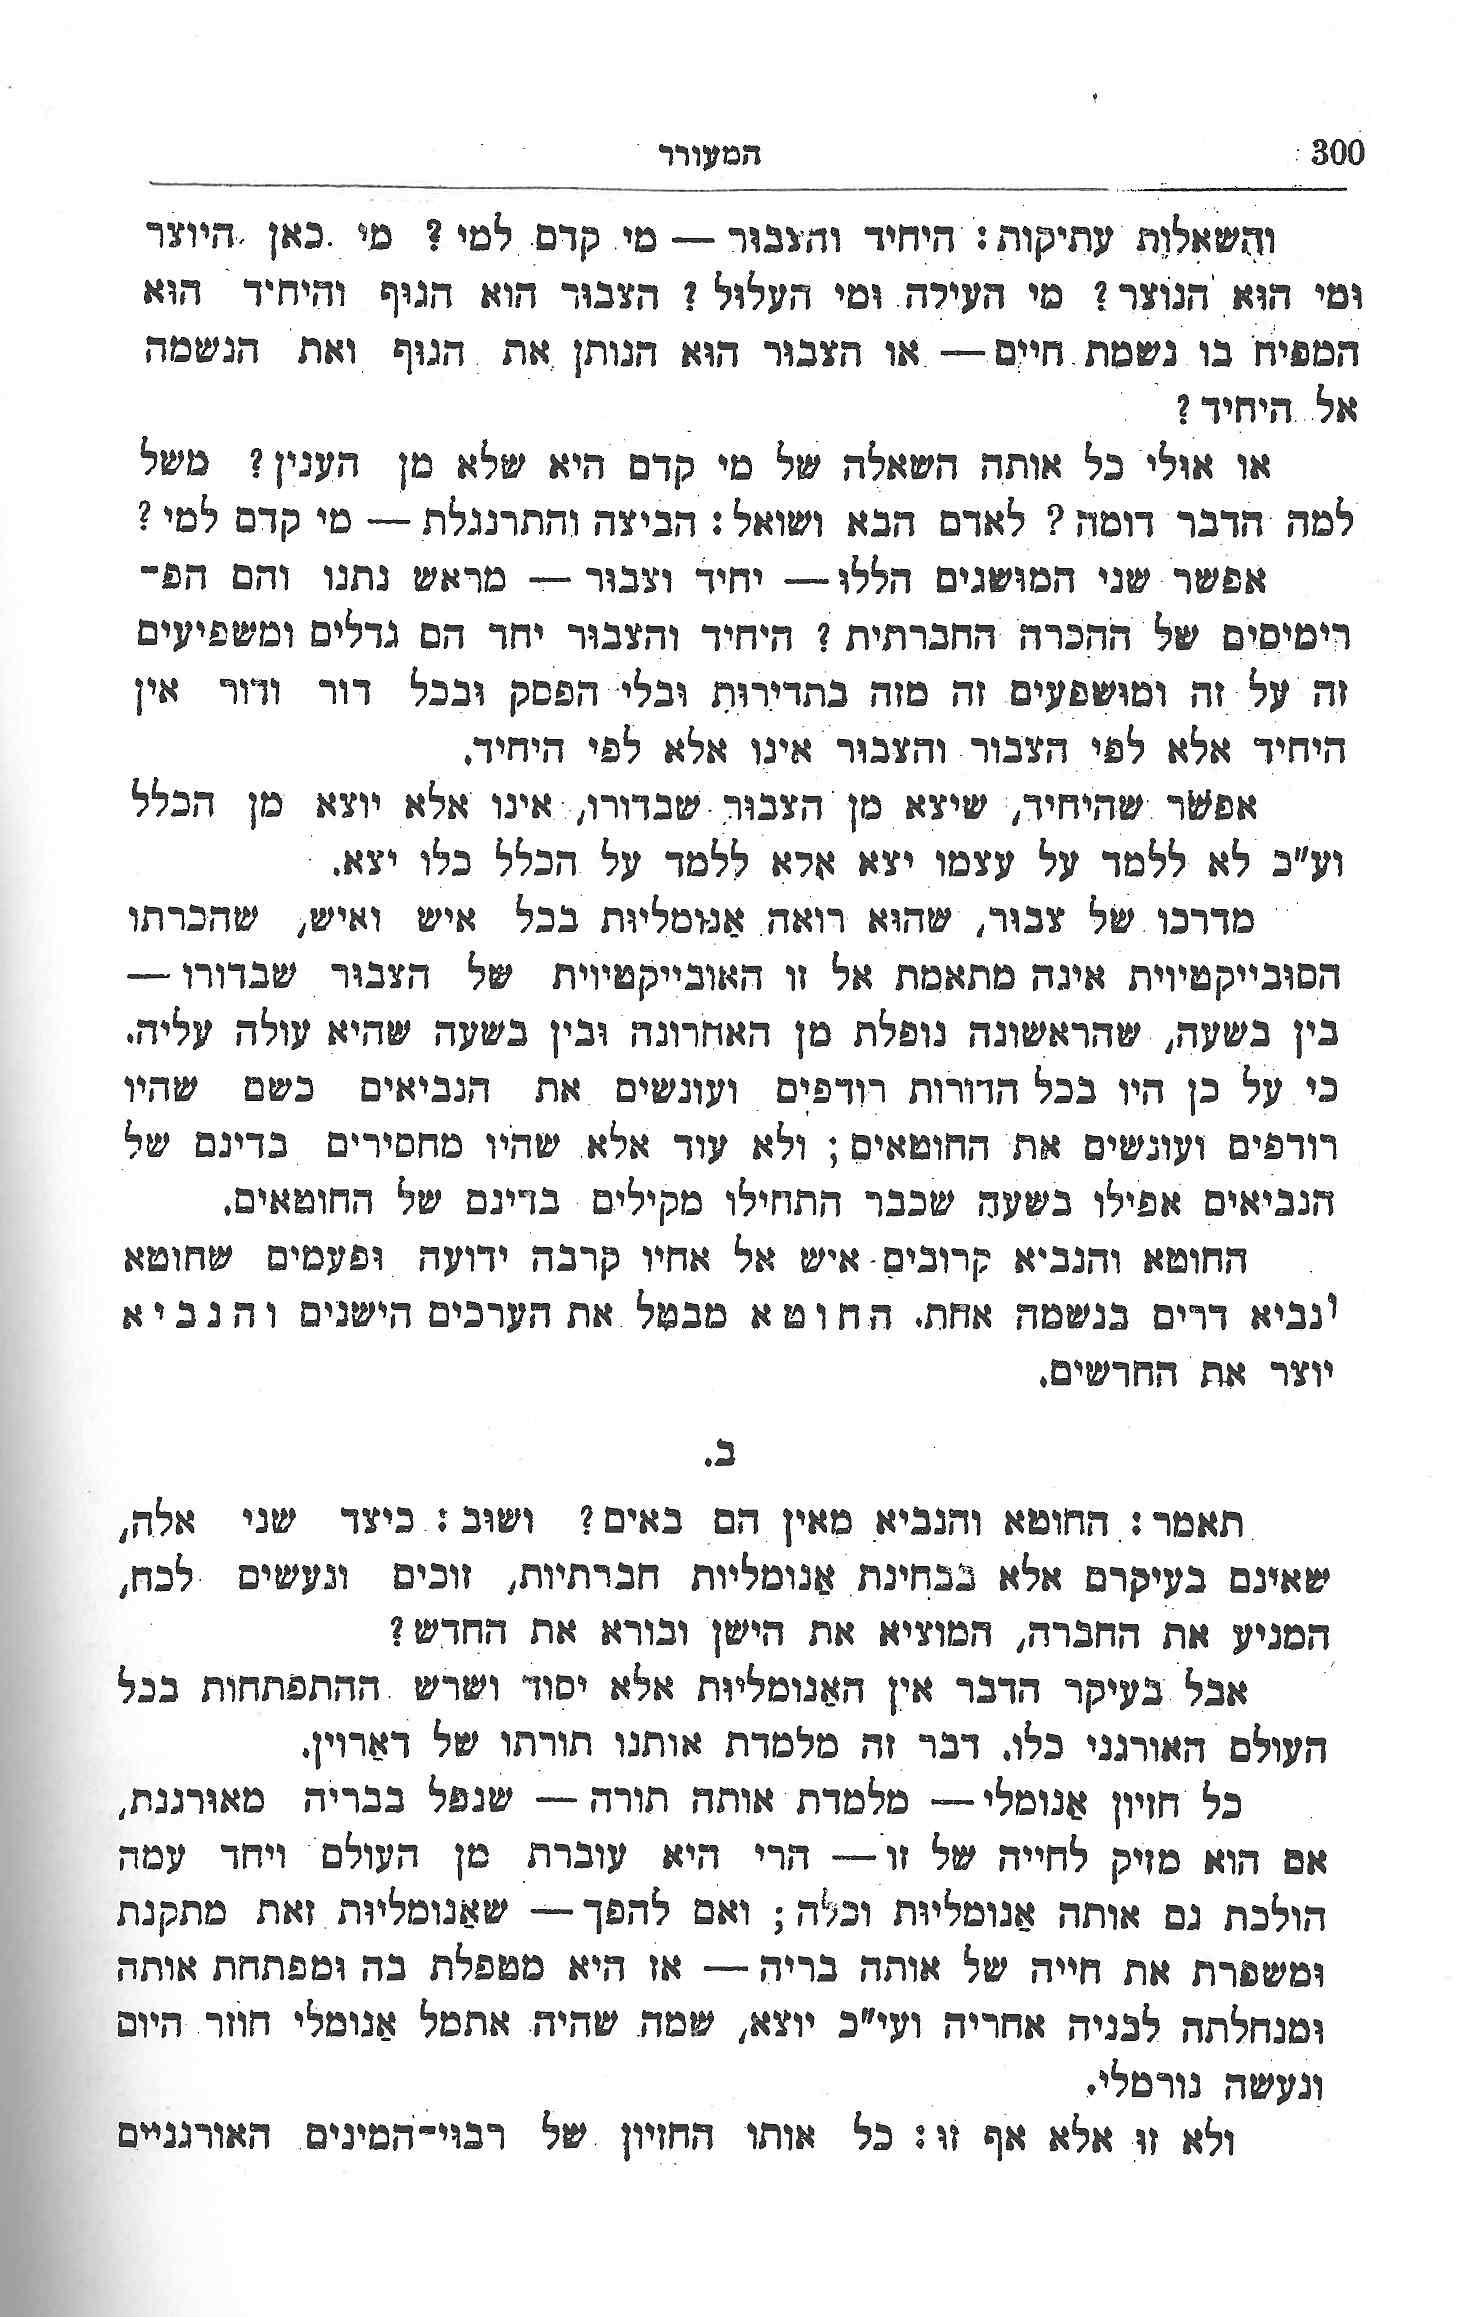 300 המעורר
והשאלות עתיקות: היחיד והצבור — מי קדם למי? מי כאן היוצר
ומי הוא הנוצר? מי העילה ומי העלול? הצבור הוא הגוף והיחיד הוא
המפיח בו נשמת חיים — או הצבור הוא הנותן את הגוף ואת הנשמה
אל היחיד?
או אולי כל אותה השאלה של מי קדם היא שלא מן הענין? משל
למה הדבר דומה? לאדם הבא ושואל: הביצה והתרנגלת — מי קדם למי?
אפשר שני המושגים הללו — יחיד וצבור — מראש נתנו והם הפ־
רימיסים של ההכרה החברתית? היחיד והצבור יחד הם גדלים ומשפיעים
זה על זה ומושפעים זה מזה בתדירות ובלי הפסק ובכל דור ודור אין
היחיד אלא לפי הצבור והצבור אינו אלא לפי היחיד.
אפשר שהיחיד, שיצא מן הצבור שבדורו, אינו אלא יוצא מן הכלל
וע"כ לא ללמד על עצמו יצא אלא ללמד על הכלל כלו יצא.
מדרכו של צבור, שהוא רואה אַנומליות בכל איש ואיש, שהכרתו
הסובייקטיוית אינה מתאמת אל זו האובייקטיוית של הצבור שבדורו —
בין בשעה, שהראשונה נופלת מן האחרונה ובין בשעה שהיא עולה עליה.
כי על כן היו בכל הדורות רודפים ועונשים את הנביאים כשם שהיו
רודפים ועונשים את החוטאים; ולא עוד אלא שהיו מחסירים בדינם של
הנביאים אפילו בשעה שכבר התחילו מקילים בדינם של החוטאים.
החוטא והנביא קרובים איש אל אחיו קרבה ידועה ופעמים שחוטא
ונביא דרים בנשמה אחת. ה ח ו ט א מבטל את הערכים הישנים ו ה נ ב י א
יוצר את החדשים.
ב.
תאמר: החוטא והנביא מאין הם באים? ושוב: כיצד שני אלה,
שאינם בעיקרם אלא בבחינת אַנומליות חברתיות, זוכים ונעשים לכח,
המניע את החברה, המוציא את הישן ובורא את החדש?
אבל בעיקר הדבר אין האַנומליות אלא יסוד ושרש ההתפתחות בכל
העולם האורגני כלו. דבר זה מלמדת אותנו תורתו של דאַרוין.
כל חזיון אַנומלי — מלמדת אותה תורה — שנפל בבריה מאורגנת,
אם הוא מזיק לחייה של זו — הרי היא עוברת מן העולם ויחד עמה
הולכת גם אותה אַנומליות וכלה; ואם להפך — שאַנומליות זאת מתקנת
ומשפרת את חייה של אותה בריה — אז היא מטפלת בה ומפתחת אותה
ומנחלתה לבניה אחריה ועי"כ יוצא, שמה שהיה אתמל אַנומלי חוזר היום
ונעשה נורמלי.
ולא זו אלא אף זו: כל אותו החזיון של רבוי־המינים האורגניים